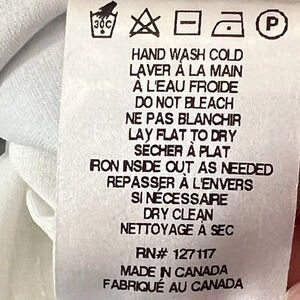 30C P
HAND WASH COLD
LAVER À LA MAIN
À L'EAU FROIDE
DO NOT BLEACH
NE PAS BLANCHIR
LAY FLAT TO DRY
SECHER À PLAT
IRON INSIDE OUT AS NEEDED
REPASSER À L'ENVERS
SI NÉCESSAIRE
DRY CLEAN
NETTOYAGE À SEC
RN# 127117
MADE IN CANADA
FABRIQUÉ AU CANADA